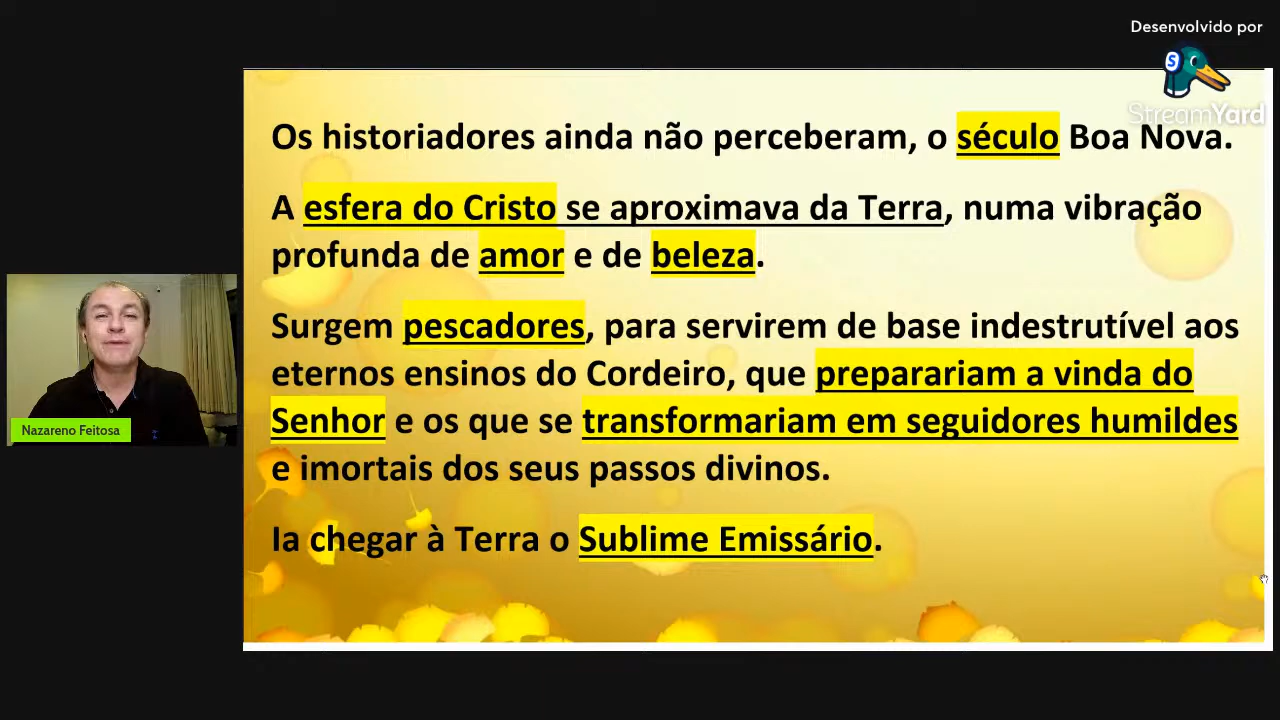 Desenvolvido por
StreamYard
Os historiadores ainda não perceberam, o século Boa Nova.
A esfera do Cristo se aproximava da Terra, numa vibração
profunda de amor e de beleza.
Surgem pescadores, para servirem de base indestrutível aos
eternos ensinos do Cordeiro, que preparariam a vinda do
Senhor e os que se transformariam em seguidores humildes
e imortais dos seus passos divinos.
Ia chegar à Terra o Sublime Emissário.
Nazareno Feitosa